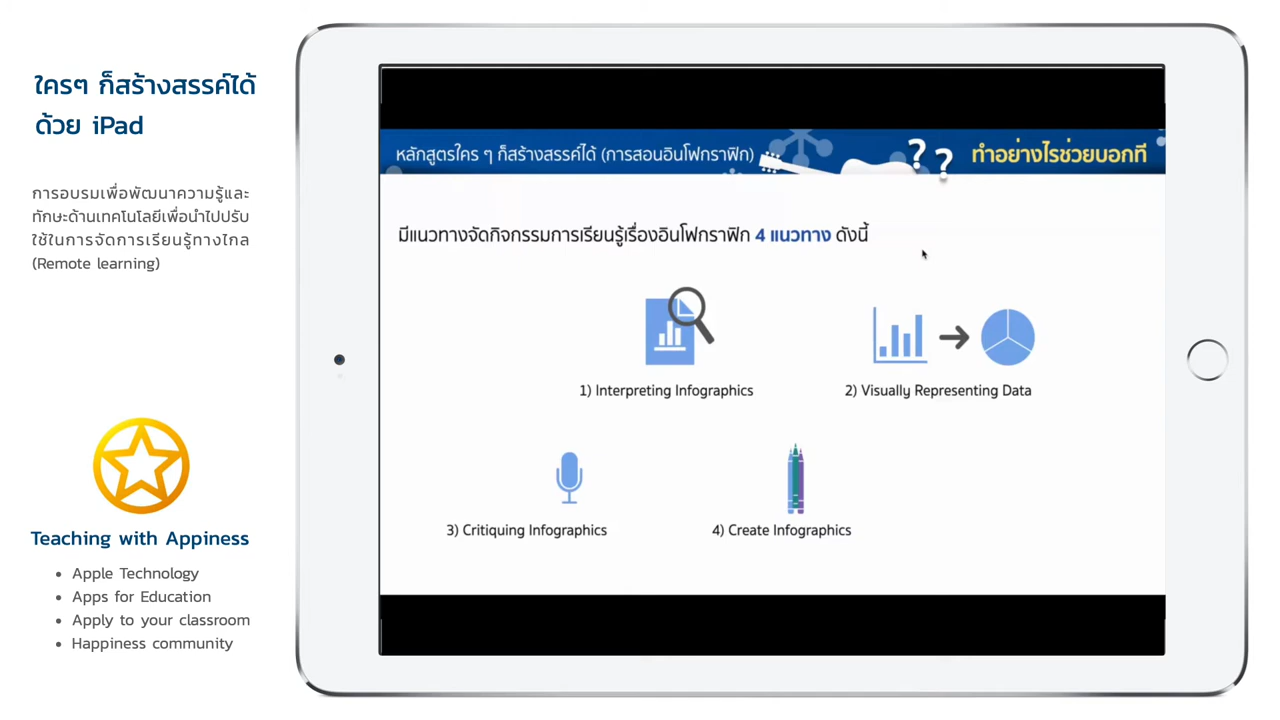 ใครๆ ก็สร้างสรรค์ได้
ด้วย iPad
การอบรมเพื่อพัฒนาความรู้และ
ทักษะด้านเทคโนโลยีเพื่อนำไปปรับ
ใช้ในการจัดการเรียนรู้ทางไกล
(Remote learning)
Teaching with Appiness
• Apple Technology
• Apps for Education
• Apply to your classroom
• Happiness community
หลักสูตรใคร ๆ ก็สร้างสรรค์ได้ (การสอนอินโฟกราฟิก)
? ?
ทำอย่างไรช่วยบอกที
มีแนวทางจัดกิจกรรมการเรียนรู้เรื่องอินโฟกราฟิก 4 แนวทาง ดังนี้
1) Interpreting Infographics
2) Visually Representing Data
3) Critiquing Infographics
4) Create Infographics